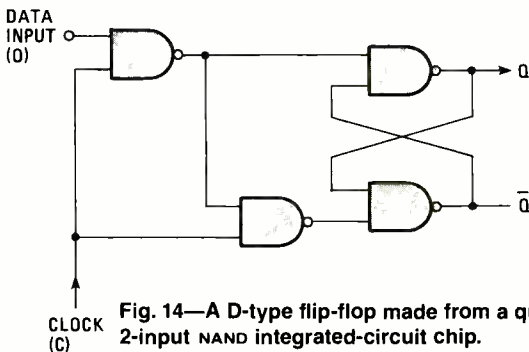 DATA
INPUT
(D)
Q
Q̅
CLOCK
(C)
Fig. 14—A D-type flip-flop made from a qu
2-input NAND integrated-circuit chip.